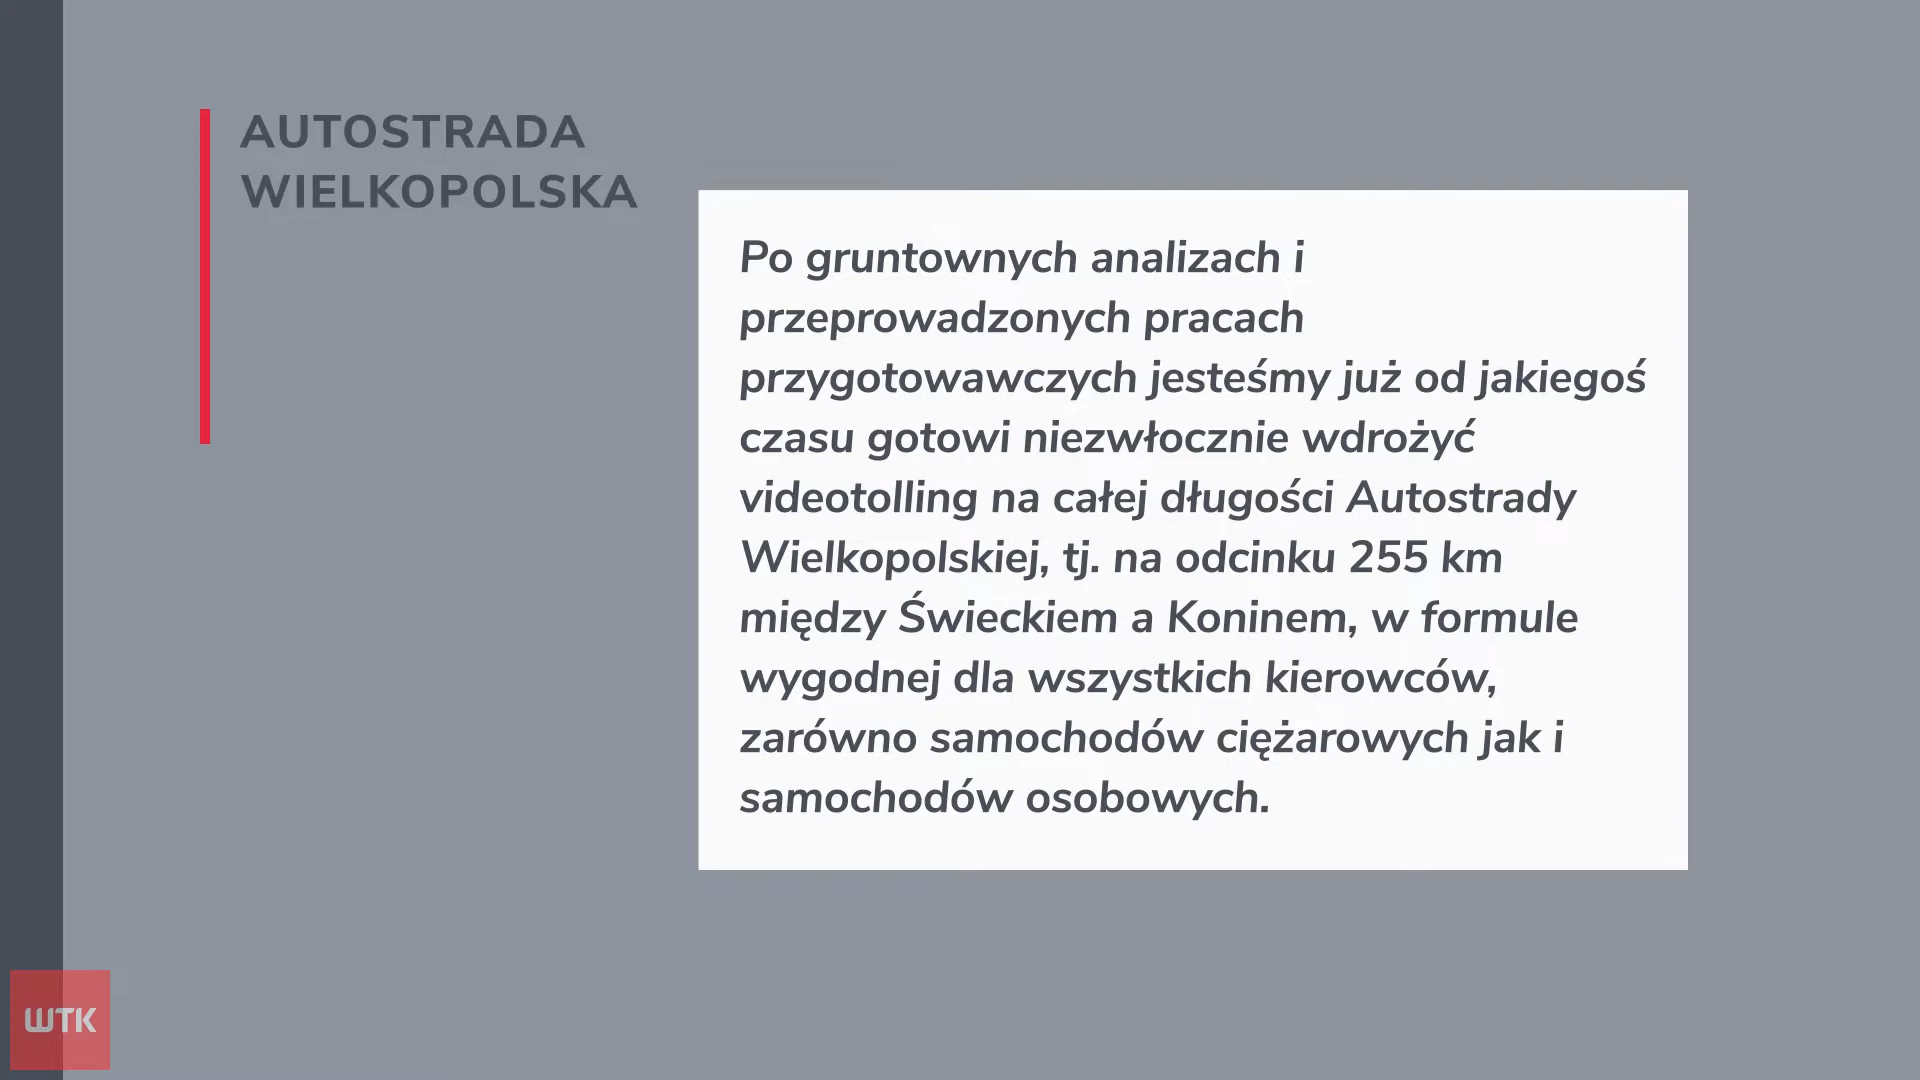 AUTOSTRADA
WIELKOPOLSKA
Po gruntownych analizach i
przeprowadzonych pracach
przygotowawczych jesteśmy już od jakiegoś
czasu gotowi niezwłocznie wdrożyć
videotolling na całej długości Autostrady
Wielkopolskiej, tj. na odcinku 255 km
między Świeckiem a Koninem, w formule
wygodnej dla wszystkich kierowców,
zarówno samochodów ciężarowych jak i
samochodów osobowych.
WTK